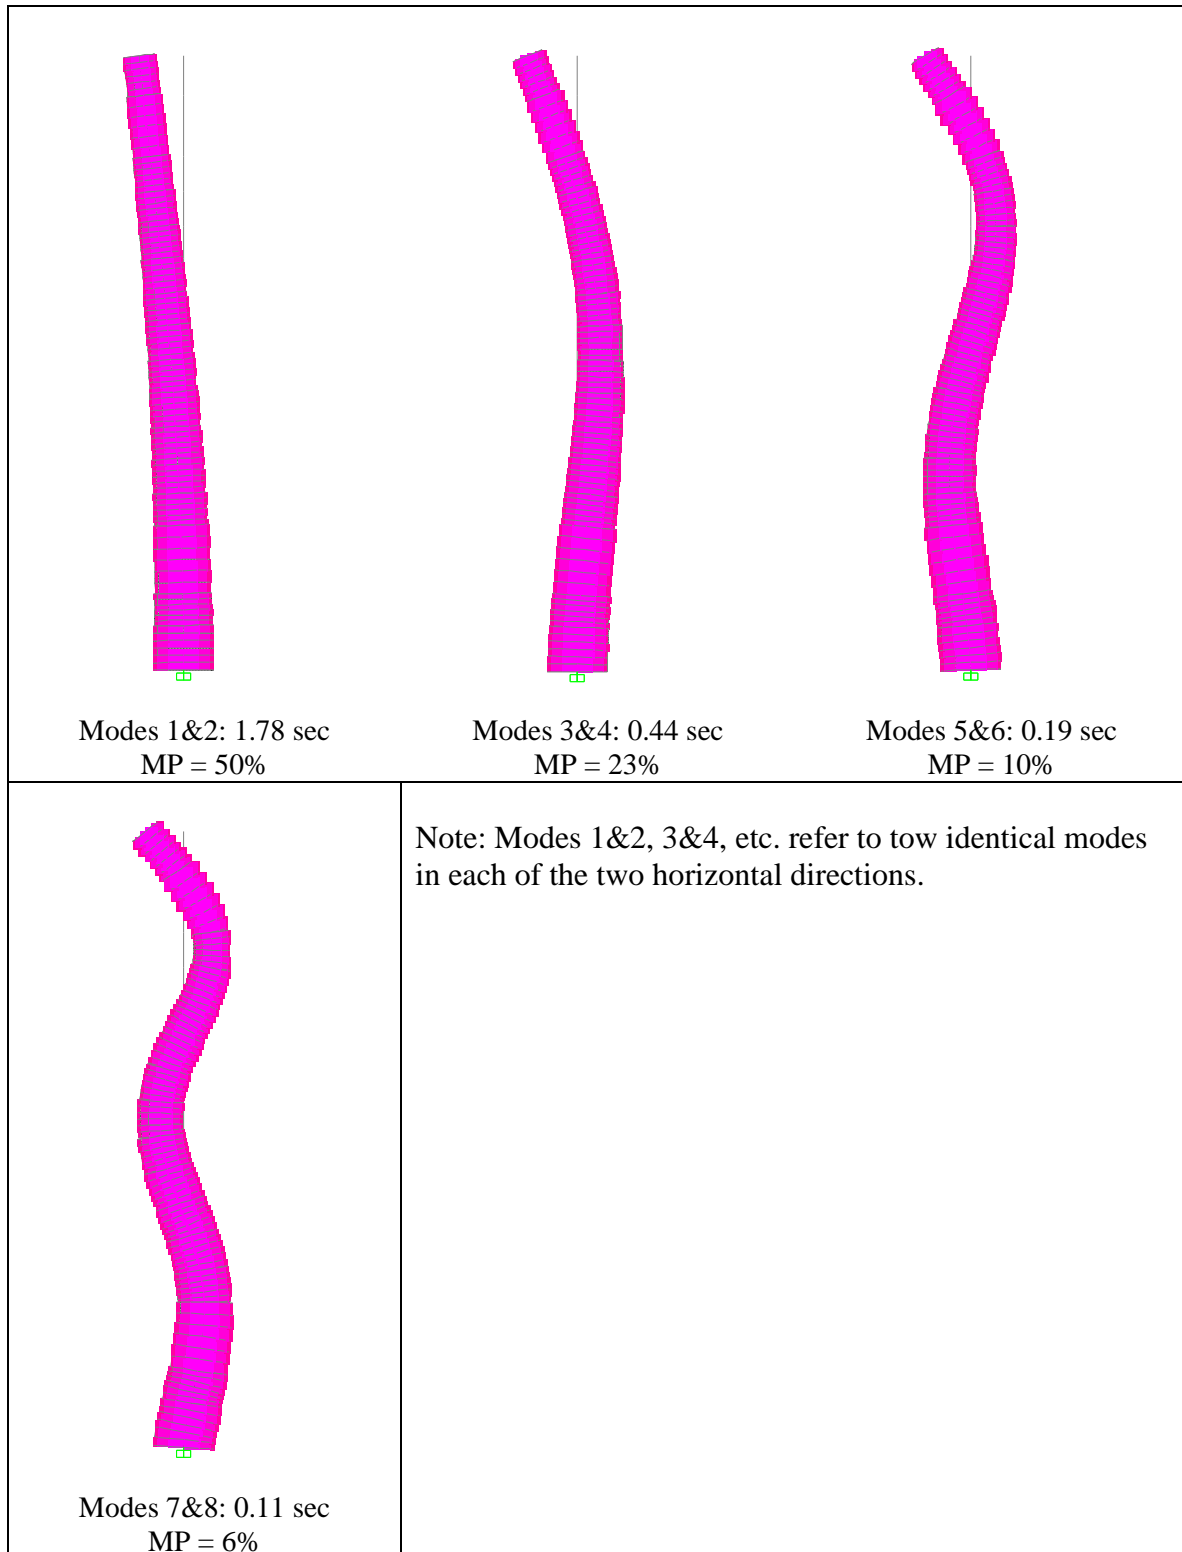 Modes 1&2: 1.78 sec
MP = 50%
Modes 3&4: 0.44 sec
MP = 23%
Modes 5&6: 0.19 sec
MP = 10%
Note: Modes 1&2, 3&4, etc. refer to tow identical modes
in each of the two horizontal directions.
Modes 7&8: 0.11 sec
MP = 6%